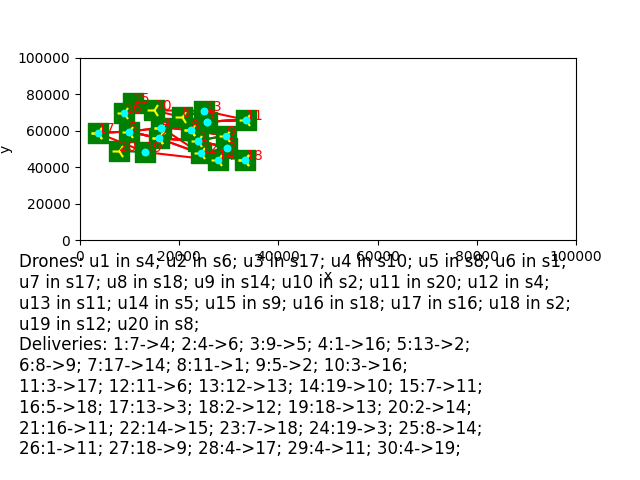 100000
80000
60000
40000
20000
0
y
0 20000 40000 60000 80000 100000
x
Drones: u1 in s4; u2 in s6; u3 in s17; u4 in s10; u5 in s8; u6 in s1;
u7 in s17; u8 in s18; u9 in s14; u10 in s2; u11 in s20; u12 in s4;
u13 in s11; u14 in s5; u15 in s9; u16 in s18; u17 in s16; u18 in s2;
u19 in s12; u20 in s8;
Deliveries: 1:7->4; 2:4->6; 3:9->5; 4:1->16; 5:13->2;
6:8->9; 7:17->14; 8:11->1; 9:5->2; 10:3->16;
11:3->17; 12:11->6; 13:12->13; 14:19->10; 15:7->11;
16:5->18; 17:13->3; 18:2->12; 19:18->13; 20:2->14;
21:16->11; 22:14->15; 23:7->18; 24:19->3; 25:8->14;
26:1->11; 27:18->9; 28:4->17; 29:4->11; 30:4->19;